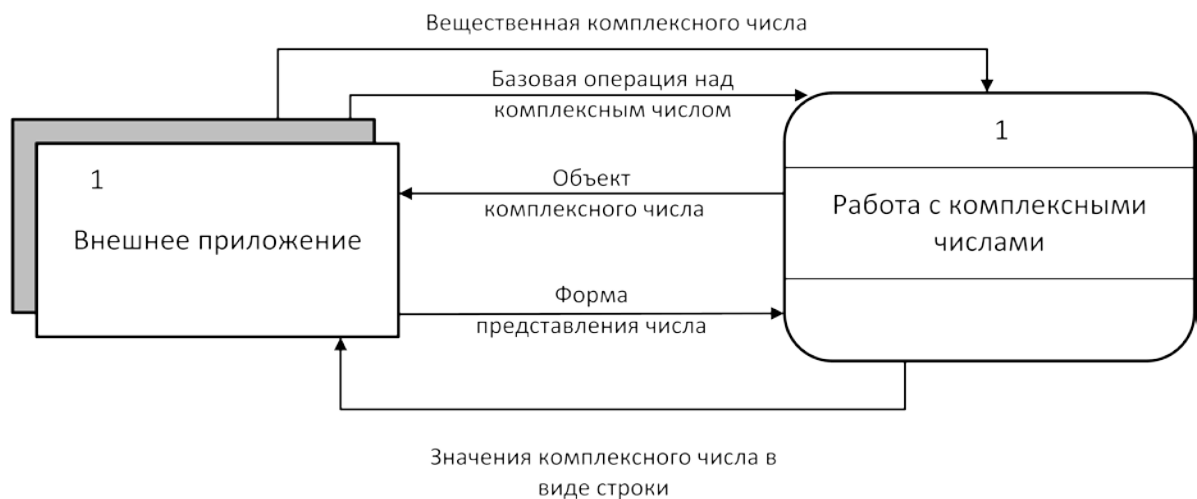 Вещественная комплексного числа
Базовая операция над
комплексным числом
1
1
Объект
комплексного числа
Работа с комплексными
числами
Внешнее приложение
Форма
представления числа
Значения комплексного числа в
виде строки